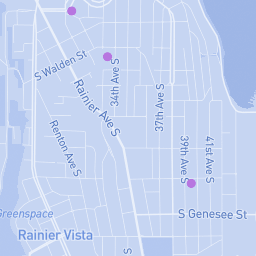 S Walden St
34th Ave S
Rainier Ave S
37th Ave S
Renton Ave S
39th Ave S
41st Ave S
Greenspace
S Genesee St
Rainier Vista
S